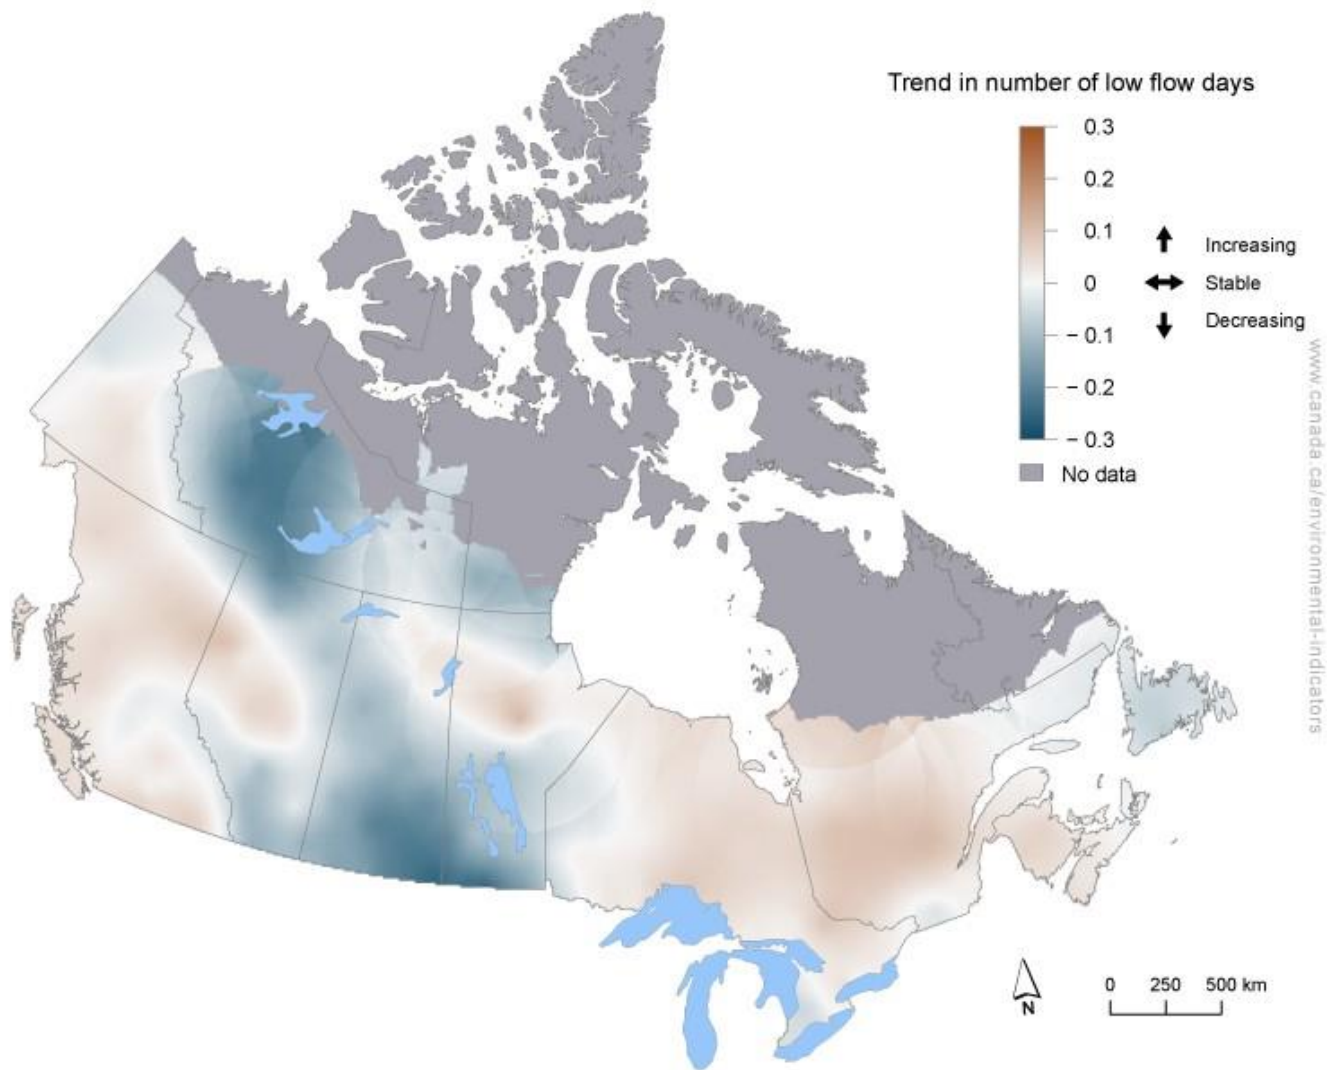 Trend in number of low flow days
0.3
0.2
0.1
0
– 0.1
– 0.2
– 0.3
Increasing
Stable
Decreasing
No data
www.canada.ca/environmental-indicators
N
0 250 500 km